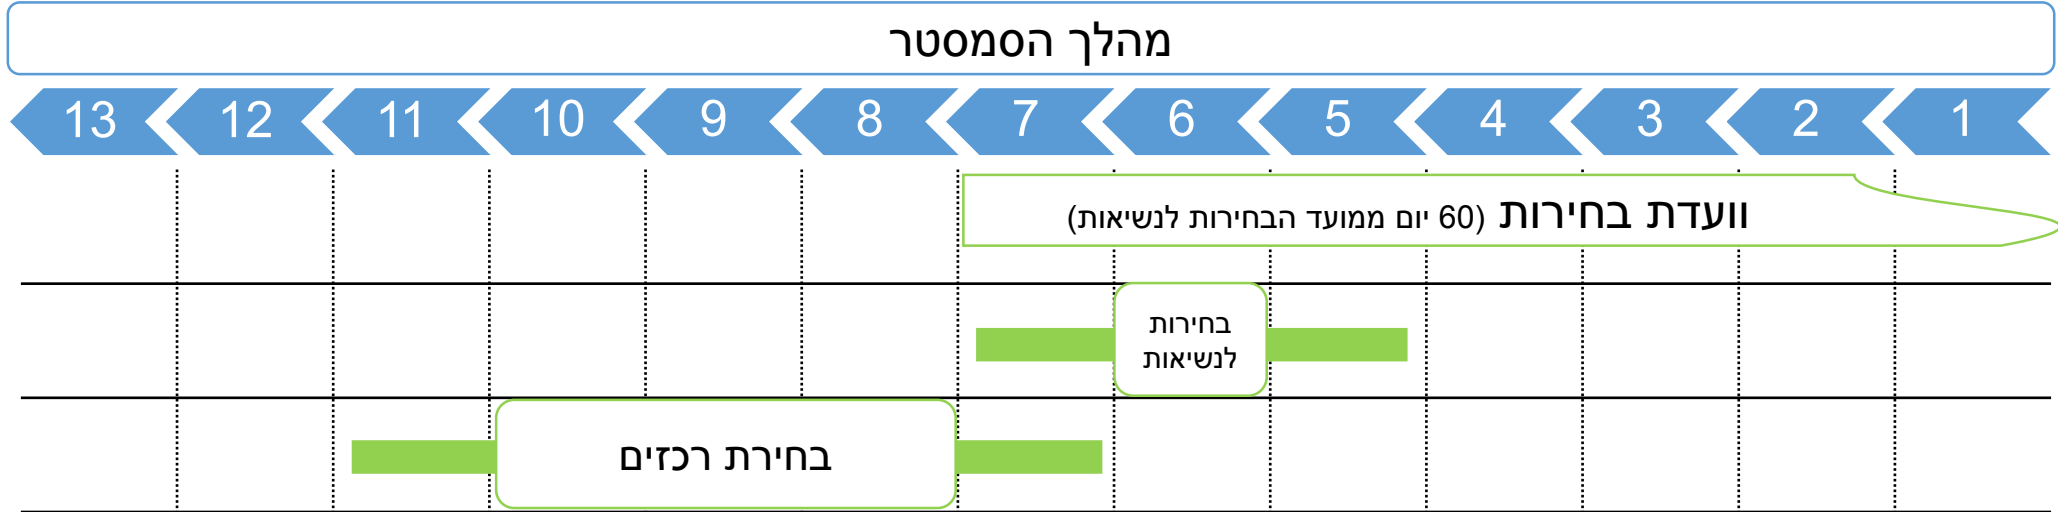 מהלך הסמסטר
1 2 3 4 5 6 7 8 9 10 11 12 13
וועדת בחירות (60 יום ממועד הבחירות לנשיאות)
בחירות
לנשיאות
בחירת רכזים